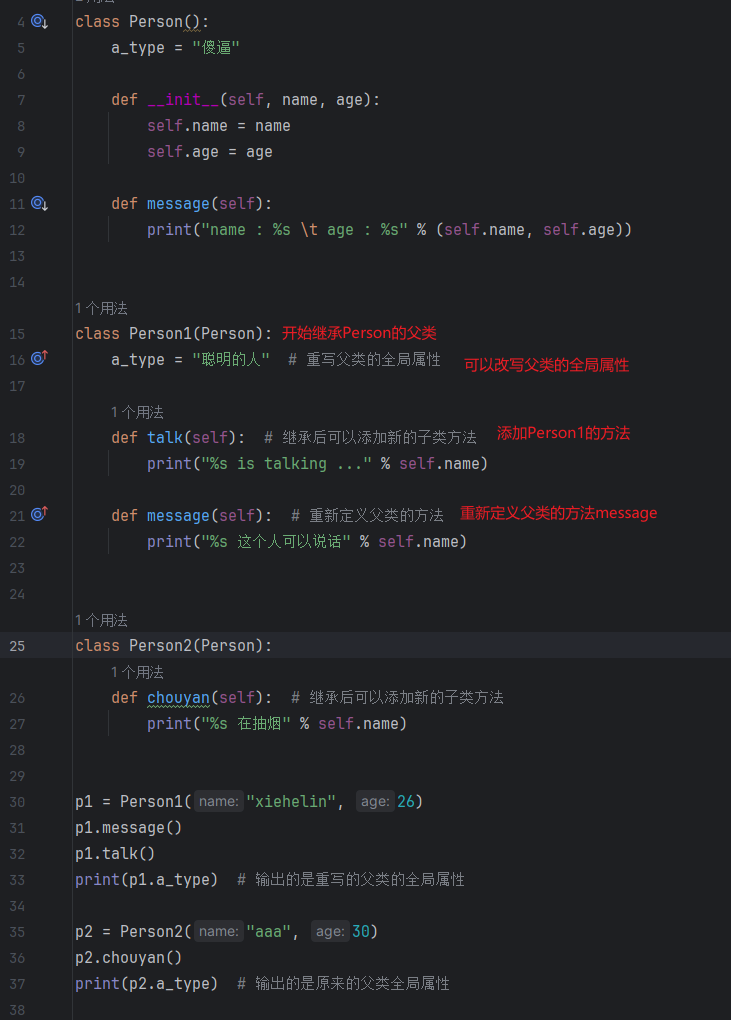 4 class Person():
5 a_type = "傻逼"
6
7 def __init__(self, name, age):
8 self.name = name
9 self.age = age
10
11 def message(self):
12 print("name : %s \t age : %s" % (self.name, self.age))
13
14
1 个用法
15 class Person1(Person): 开始继承Person的父类
16 a_type = "聪明的人" # 重写父类的全局属性 可以改写父类的全局属性
17
1 个用法
18 def talk(self): # 继承后可以添加新的子类方法 添加Person1的方法
19 print("%s is talking ..." % self.name)
20
21 def message(self): # 重新定义父类的方法 重新定义父类的方法message
22 print("%s 这个人可以说话" % self.name)
23
24
1 个用法
25 class Person2(Person):
1 个用法
26 def chouyan(self): # 继承后可以添加新的子类方法
27 print("%s 在抽烟" % self.name)
28
29
30 p1 = Person1( name: "xiehelin", age: 26)
31 p1.message()
32 p1.talk()
33 print(p1.a_type) # 输出的是重写的父类的全局属性
34
35 p2 = Person2( name: "aaa", age: 30)
36 p2.chouyan()
37 print(p2.a_type) # 输出的是原来的父类全局属性
38